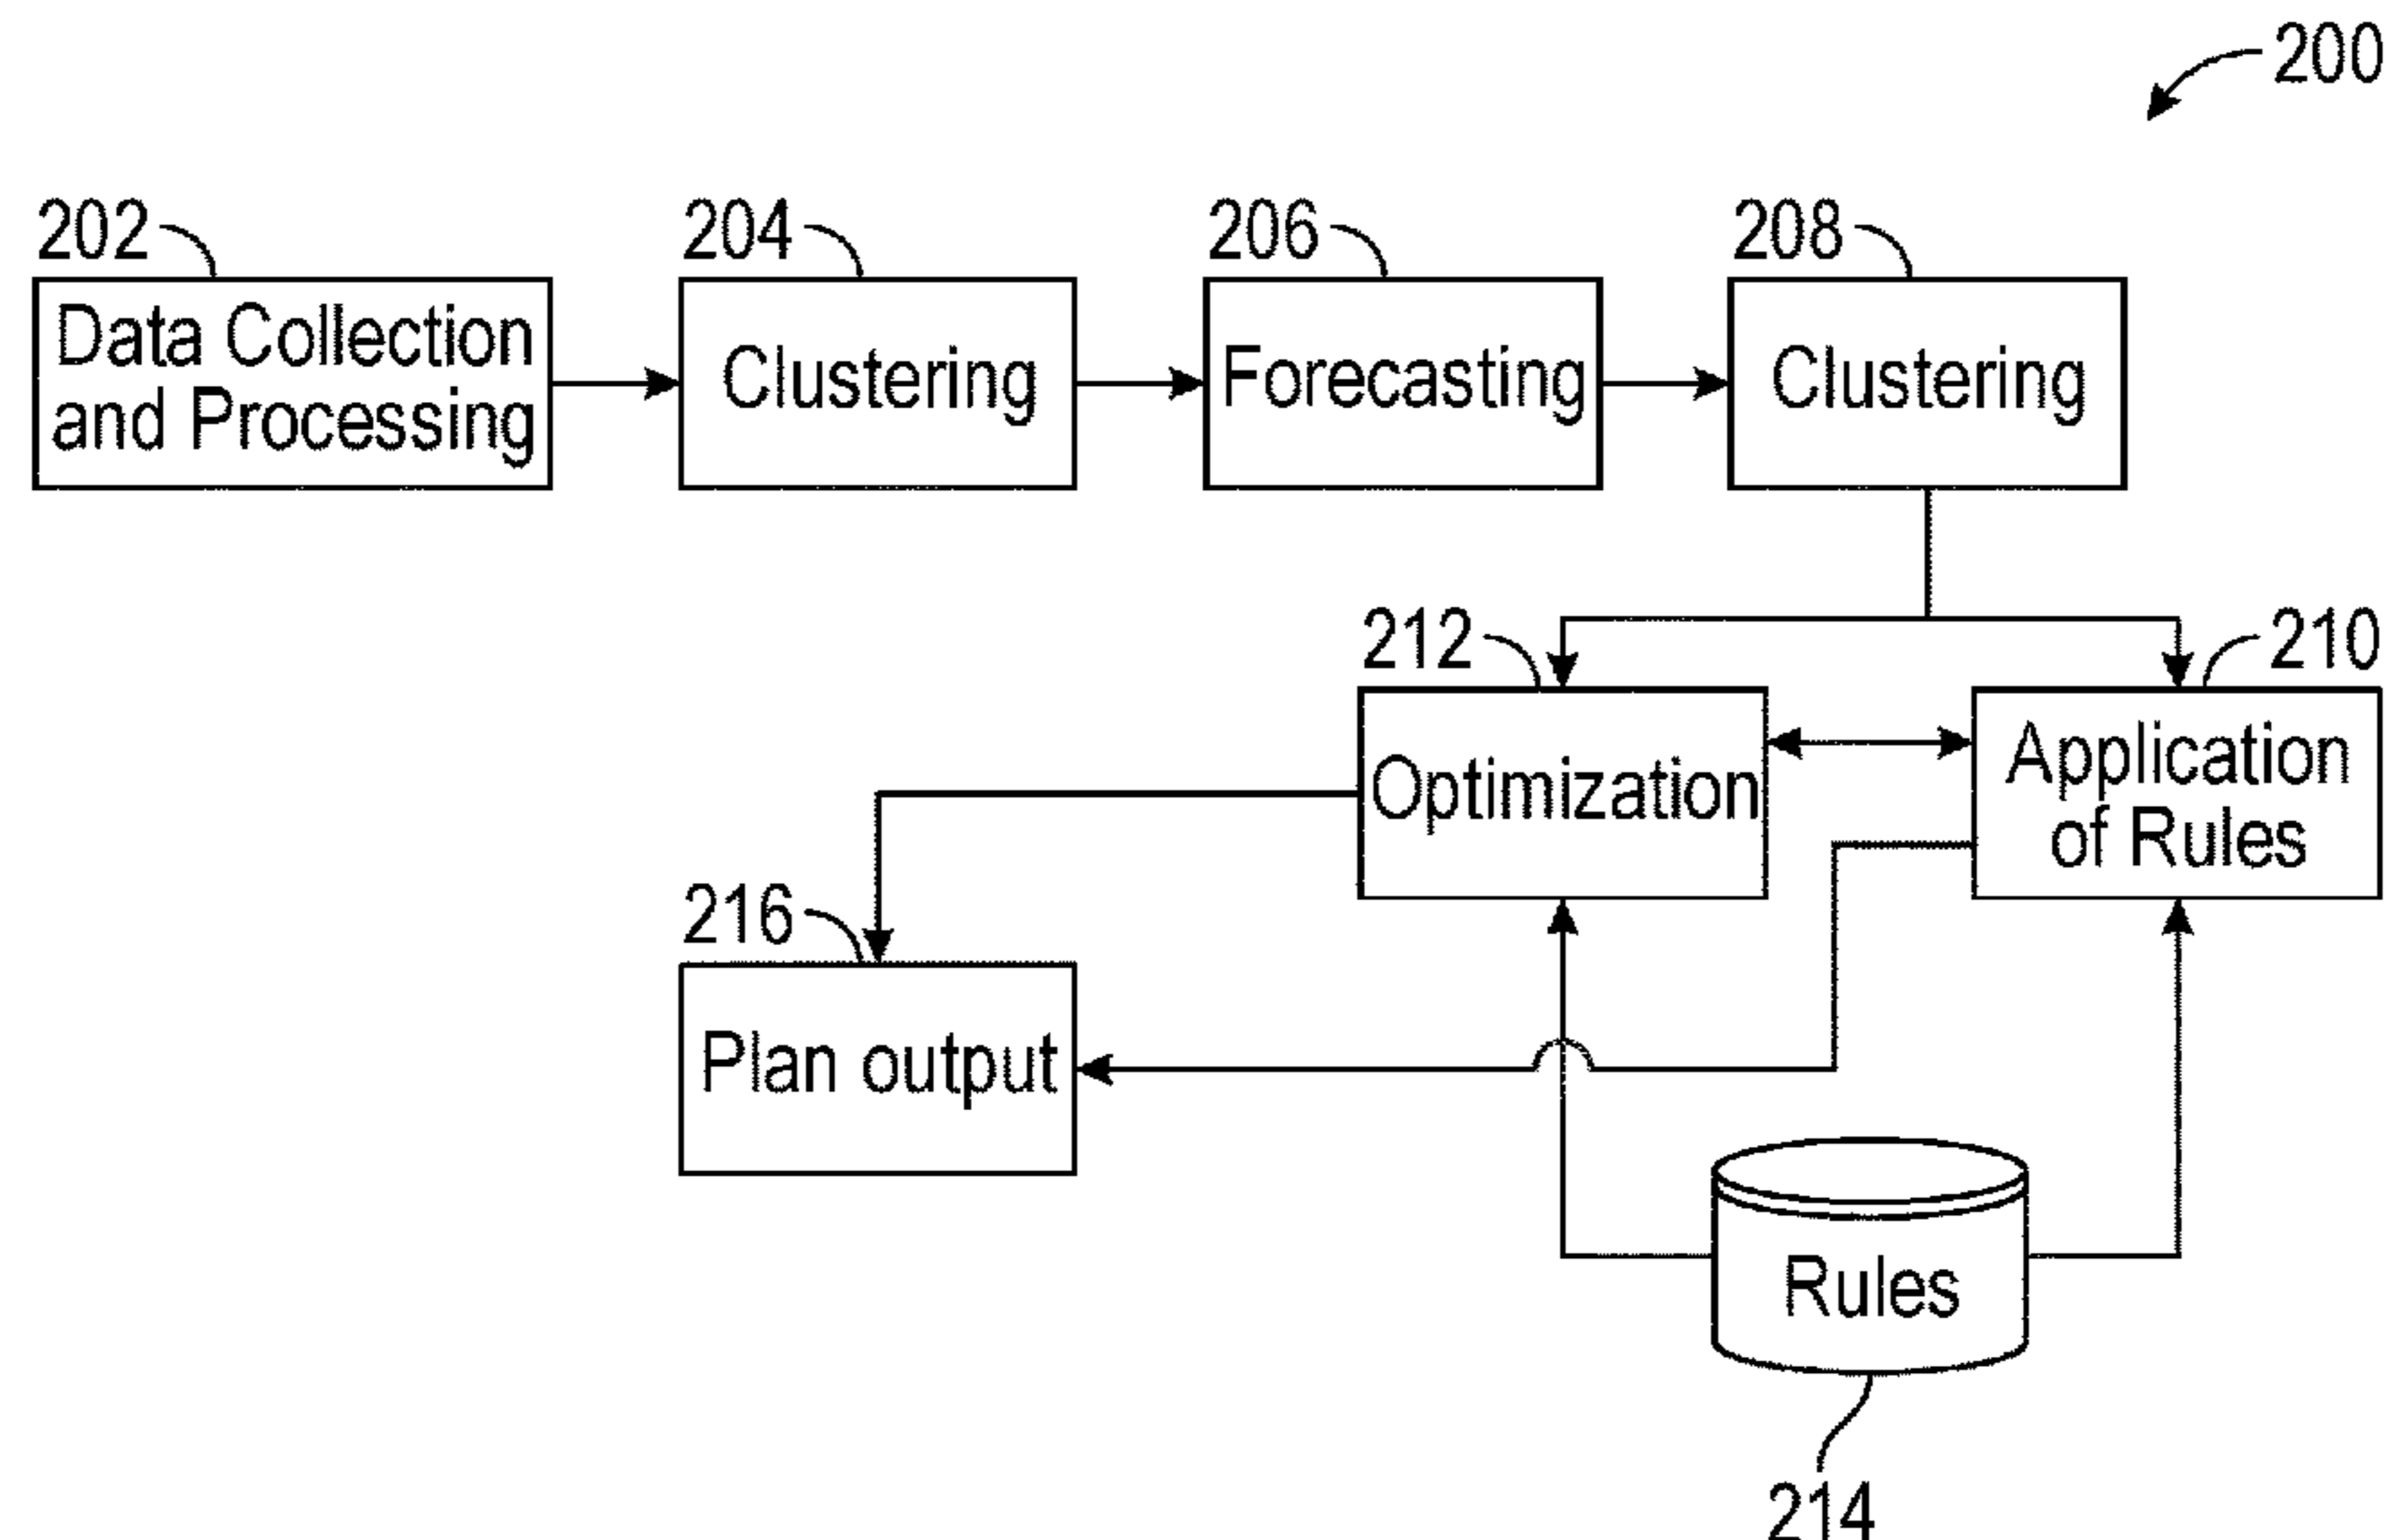 200
202
204
206
208
Data Collection
and Processing
Clustering
Forecasting
Clustering
212
210
Optimization
Application
of Rules
216
Plan output
Rules
214